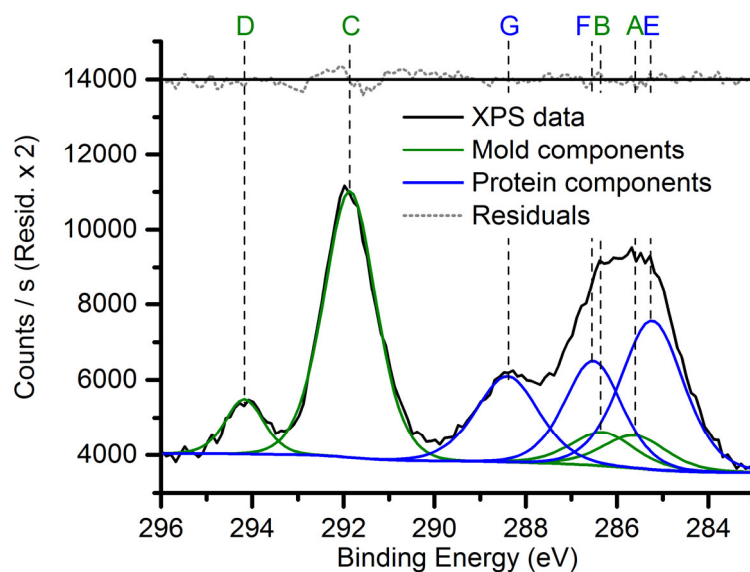 D C G F B A E
14000
12000
10000
8000
6000
4000
Counts / s (Resid. x 2)
XPS data
Mold components
Protein components
Residuals
296 294 292 290 288 286 284
Binding Energy (eV)